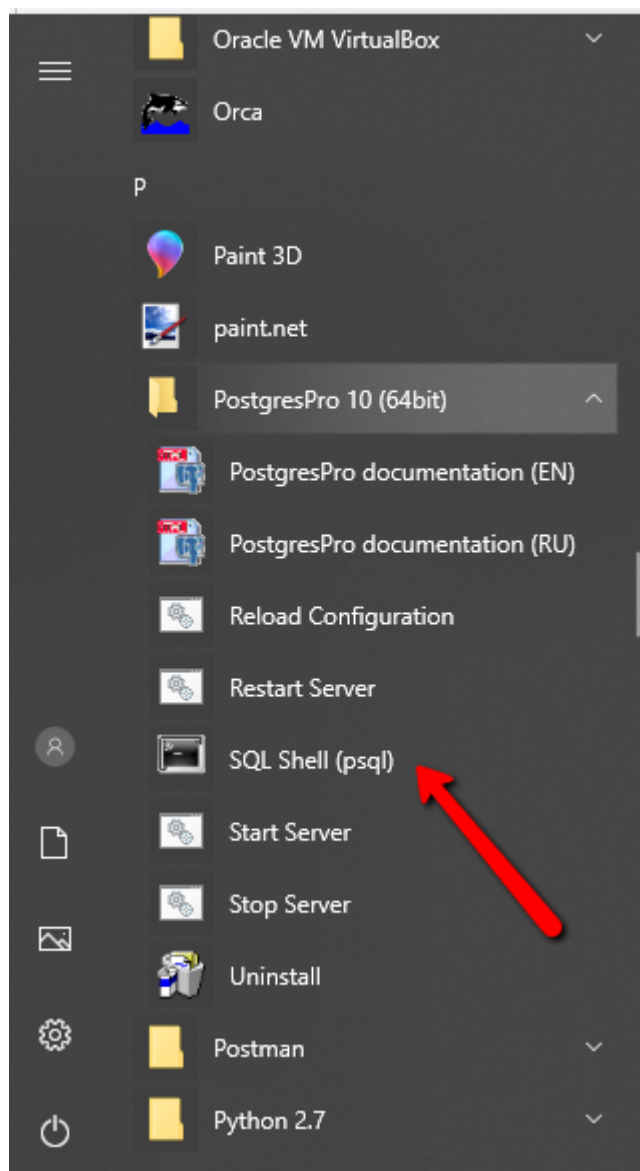 Oracle VM VirtualBox
Orca
P
Paint 3D
paint.net
PostgresPro 10 (64bit)
PostgresPro documentation (EN)
PostgresPro documentation (RU)
Reload Configuration
Restart Server
SQL Shell (psql)
Start Server
Stop Server
Uninstall
Postman
Python 2.7